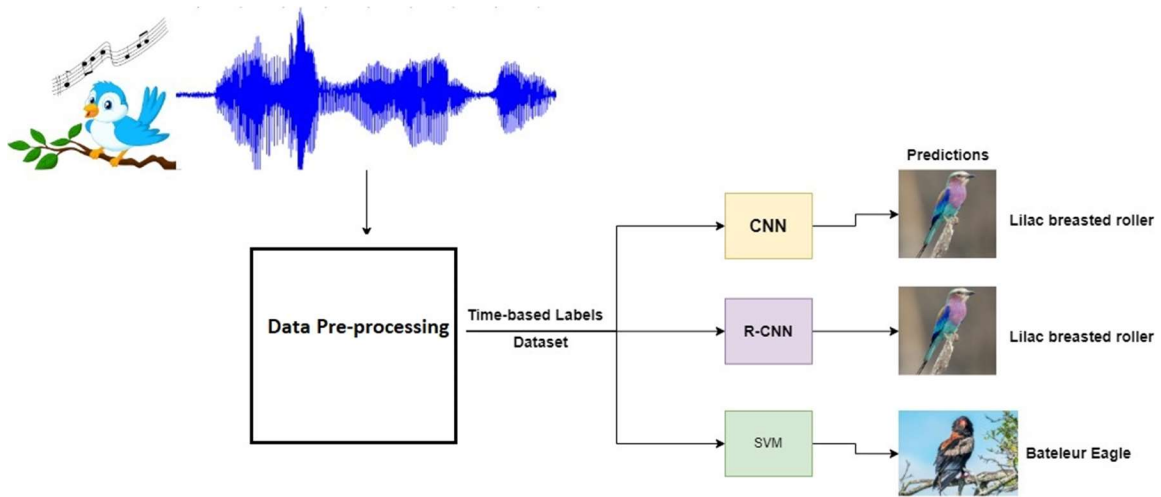 Predictions
CNN
Lilac breasted roller
Data Pre-processing
Time-based Labels
Dataset
R-CNN
Lilac breasted roller
SVM
Bateleur Eagle